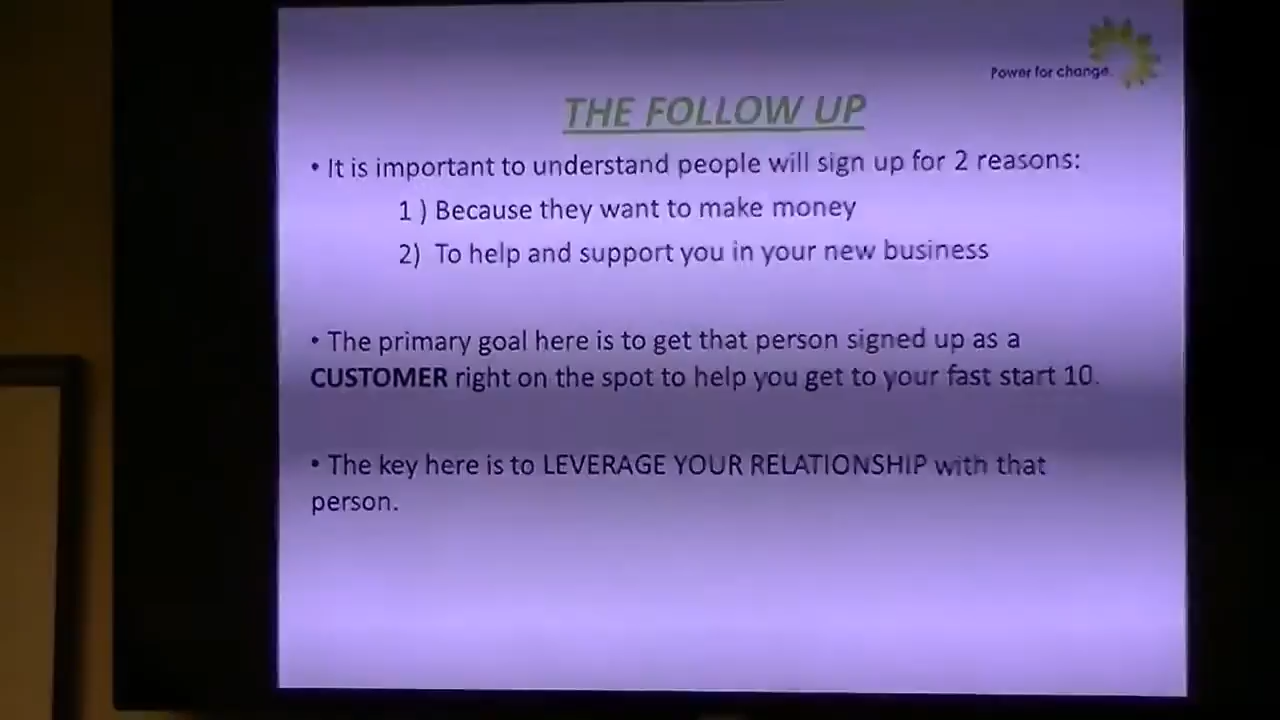 Power for change.
THE FOLLOW UP
• It is important to understand people will sign up for 2 reasons:
1 ) Because they want to make money
2) To help and support you in your new business
• The primary goal here is to get that person signed up as a
CUSTOMER right on the spot to help you get to your fast start 10.
• The key here is to LEVERAGE YOUR RELATIONSHIP with that
person.